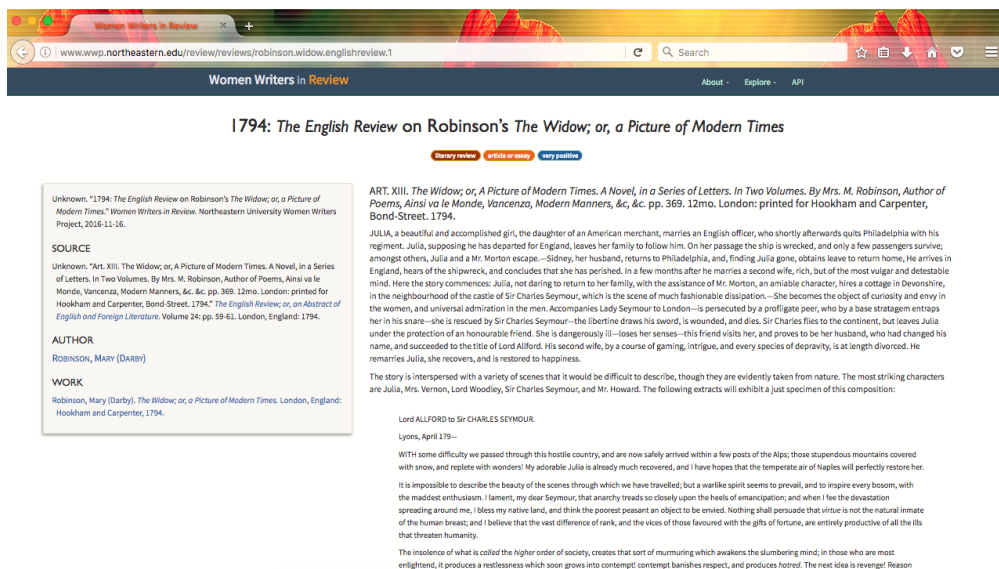 Women Writers in Review
www.wwp.northeastern.edu/review/reviews/robinson.widow.englishreview.1
Search
Women Writers in Review
About
Explore
API
1794: The English Review on Robinson's The Widow; or, a Picture of Modern Times
literary review
article or essay
very positive
Unknown. "1794: The English Review on Robinson's The Widow; or, a Picture of
Modern Times." Women Writers in Review. Northeastern University Women Writers
Project, 2016-11-16.
SOURCE
Unknown. "Art. XIII. The Widow; or, A Picture of Modern Times. A Novel, in a Series
of Letters. In Two Volumes. By Mrs. M. Robinson, Author of Poems, Ainsi va le
Monde, Vancenza, Modern Manners, &c. &c. pp. 369. 12mo. London: printed for
Hookham and Carpenter, Bond-Street. 1794." The English Review; or, an Abstract of
English and Foreign Literature. Volume 24: pp. 59-61. London, England: 1794.
AUTHOR
ROBINSON, MARY (DARBY)
WORK
Robinson, Mary (Darby). The Widow; or, a Picture of Modern Times. London, England:
Hookham and Carpenter, 1794.
ART. XIII. The Widow; or, A Picture of Modern Times. A Novel, in a Series of Letters. In Two Volumes. By Mrs. M. Robinson, Author of
Poems, Ainsi va le Monde, Vancenza, Modern Manners, &c, &c. pp. 369. 12mo. London: printed for Hookham and Carpenter,
Bond-Street. 1794.
JULIA, a beautiful and accomplished girl, the daughter of an American merchant, marries an English officer, who shortly afterwards quits Philadelphia with his
regiment. Julia, supposing he has departed for England, leaves her family to follow him. On her passage the ship is wrecked, and only a few passengers survive;
amongst others, Julia and a Mr. Morton escape.—Sidney, her husband, returns to Philadelphia, and, finding Julia gone, obtains leave to return home, He arrives in
England, hears of the shipwreck, and concludes that she has perished. In a few months after he marries a second wife, rich, but of the most vulgar and detestable
mind. Here the story commences: Julia, not daring to return to her family, with the assistance of Mr. Morton, an amiable character, hires a cottage in Devonshire,
in the neighbourhood of the castle of Sir Charles Seymour, which is the scene of much fashionable dissipation.—She becomes the object of curiosity and envy in
the women, and universal admiration in the men. Accompanies Lady Seymour to London—is persecuted by a profligate peer, who by a base stratagem entraps
her in his snare—she is rescued by Sir Charles Seymour—the libertine draws his sword, is wounded, and dies. Sir Charles flies to the continent, but leaves Julia
under the protection of an honourable friend. She is dangerously ill—loses her senses—this friend visits her, and proves to be her husband, who had changed his
name, and succeeded to the title of Lord Allford. His second wife, by a course of gaming, intrigue, and every species of depravity, is at length divorced. He
remarries Julia, she recovers, and is restored to happiness.
The story is interspersed with a variety of scenes that it would be difficult to describe, though they are evidently taken from nature. The most striking characters
are Julia, Mrs. Vernon, Lord Woodley, Sir Charles Seymour, and Mr. Howard. The following extracts will exhibit a just specimen of this composition:
Lord ALLFORD to Sir CHARLES SEYMOUR.
Lyons, April 179—
WITH some difficulty we passed through this hostile country, and are now safely arrived within a few posts of the Alps; those stupendous mountains covered
with snow, and replete with wonders! My adorable Julia is already much recovered, and I have hopes that the temperate air of Naples will perfectly restore her.
It is impossible to describe the beauty of the scenes through which we have travelled; but a warlike spirit seems to prevail, and to inspire every bosom, with
the maddest enthusiasm. I lament, my dear Seymour, that anarchy treads so closely upon the heels of emancipation; and when I fee the devastation
spreading around me, I bless my native land, and think the poorest peasant an object to be envied. Nothing shall persuade that virtue is not the natural inmate
of the human breast; and I believe that the vast difference of rank, and the vices of those favoured with the gifts of fortune, are entirely productive of all the ills
that threaten humanity.
The insolence of what is called the higher order of society, creates that sort of murmuring which awakens the slumbering mind; in those who are most
enlightened, it produces a restlessness which soon grows into contempt! contempt banishes respect, and produces hatred. The next idea is revenge! Reason